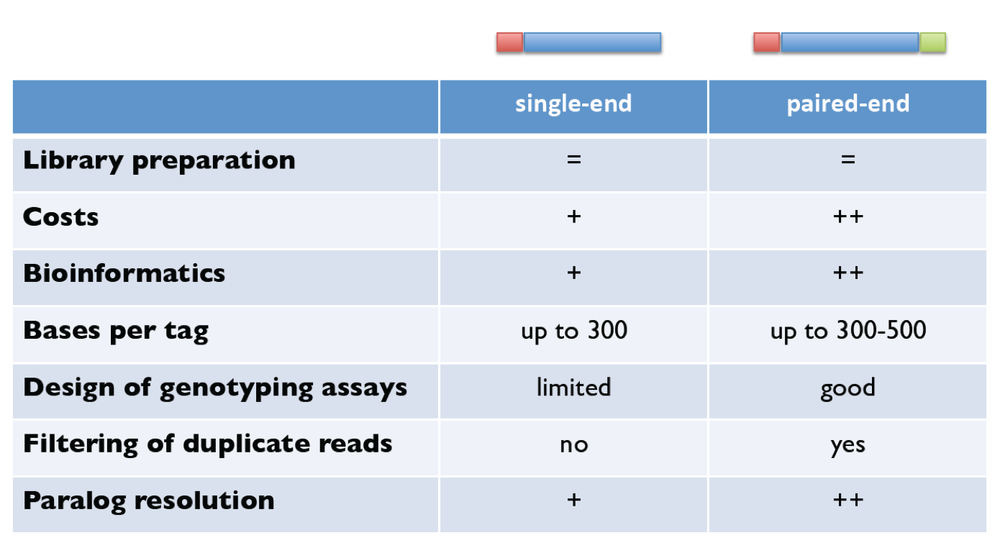 single-end paired-end
Library preparation = =
Costs + ++
Bioinformatics + ++
Bases per tag up to 300 up to 300-500
Design of genotyping assays limited good
Filtering of duplicate reads no yes
Paralog resolution + ++